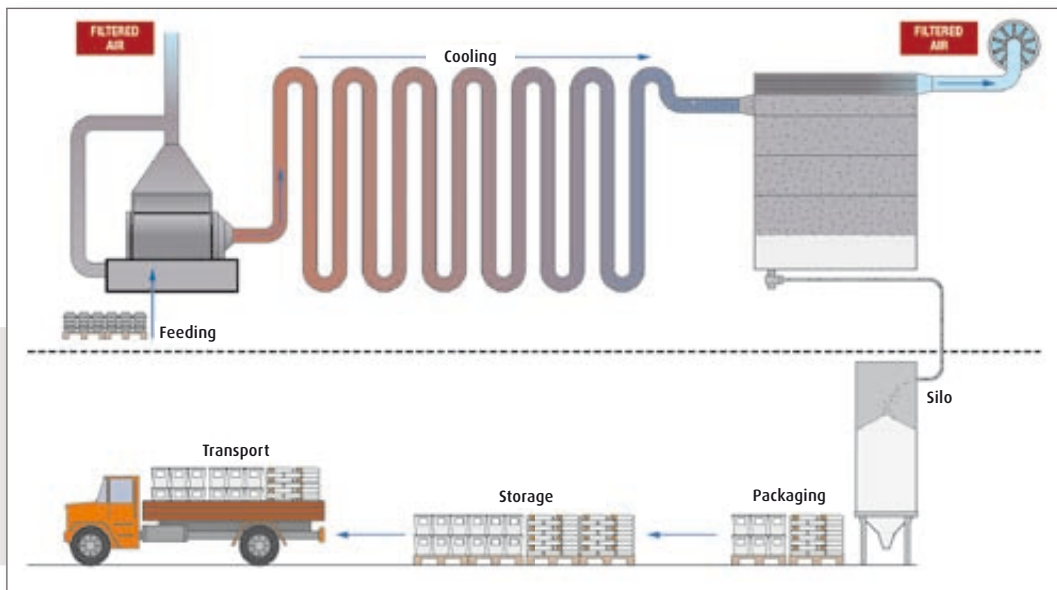 FILTERED
AIR
Cooling
FILTERED
AIR
Feeding
Silo
Transport
Storage
Packaging